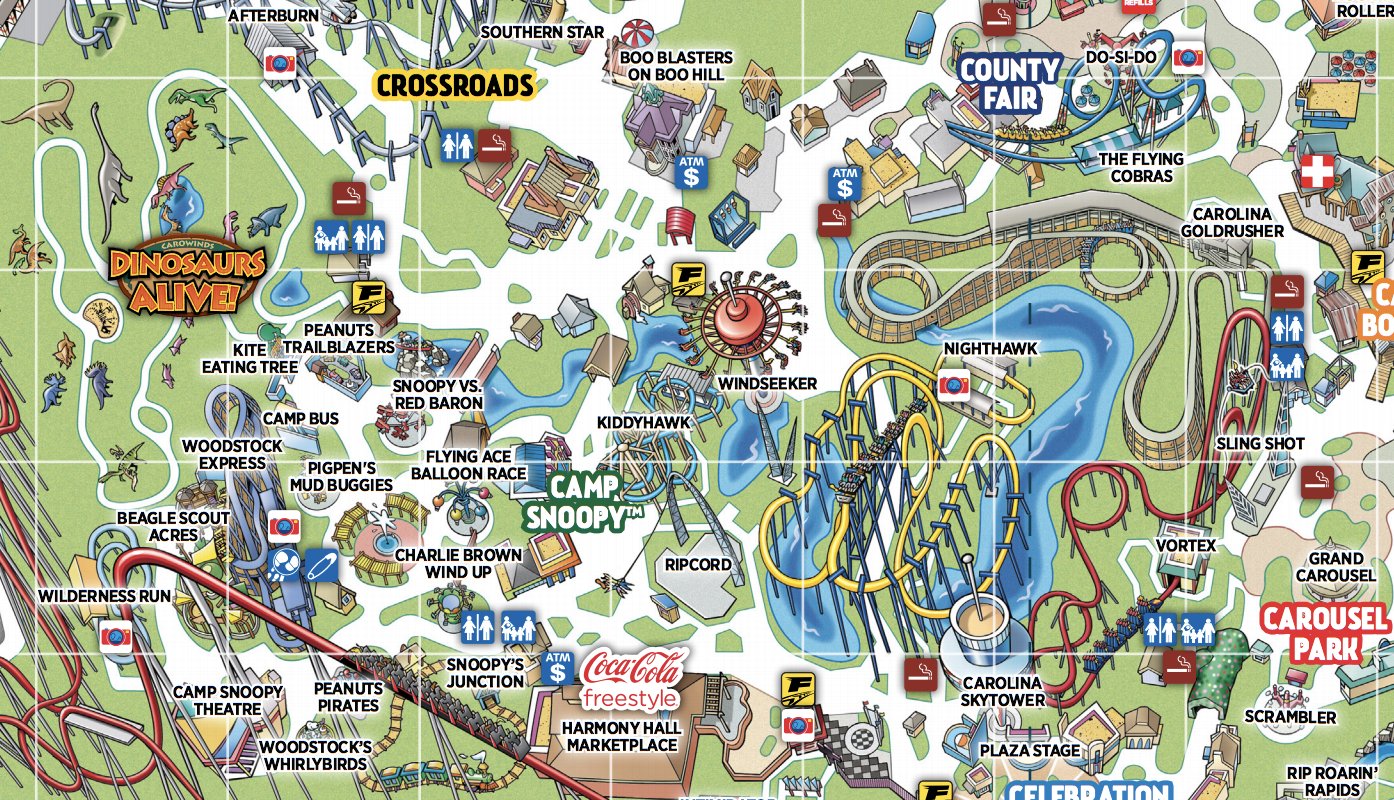 AFTERBURN
SOUTHERN STAR
ROLLER
REFILLS
BOO BLASTERS
ON BOO HILL
CROSSROADS
COUNTY
FAIR
DO-SI-DO
ATM
$
ATM
$
THE FLYING
COBRAS
CAROLINA
GOLDRUSHER
CAROWINDS
DINOSAURS
ALIVE!
F
F
F
CA
BO
PEANUTS
TRAILBLAZERS
KITE
EATING TREE
NIGHTHAWK
SNOOPY VS.
RED BARON
WINDSEEKER
CAMP BUS
KIDDYHAWK
WOODSTOCK
EXPRESS
SLING SHOT
FLYING ACE
BALLOON RACE
PIGPEN'S
MUD BUGGIES
CAMP
SNOOPY™
BEAGLE SCOUT
ACRES
CHARLIE BROWN
WIND UP
RIPCORD
VORTEX
GRAND
CAROUSEL
WILDERNESS RUN
CAROUSEL
PARK
SNOOPY'S
JUNCTION
ATM
$
Coca-Cola
freestyle
CAMP SNOOPY
THEATRE
PEANUTS
PIRATES
F
CAROLINA
SKYTOWER
SCRAMBLER
HARMONY HALL
MARKETPLACE
WOODSTOCK'S
WHIRLYBIRDS
PLAZA STAGE
RIP ROARIN'
RAPIDS
F
CELEBRATION
INTIMIDATOR